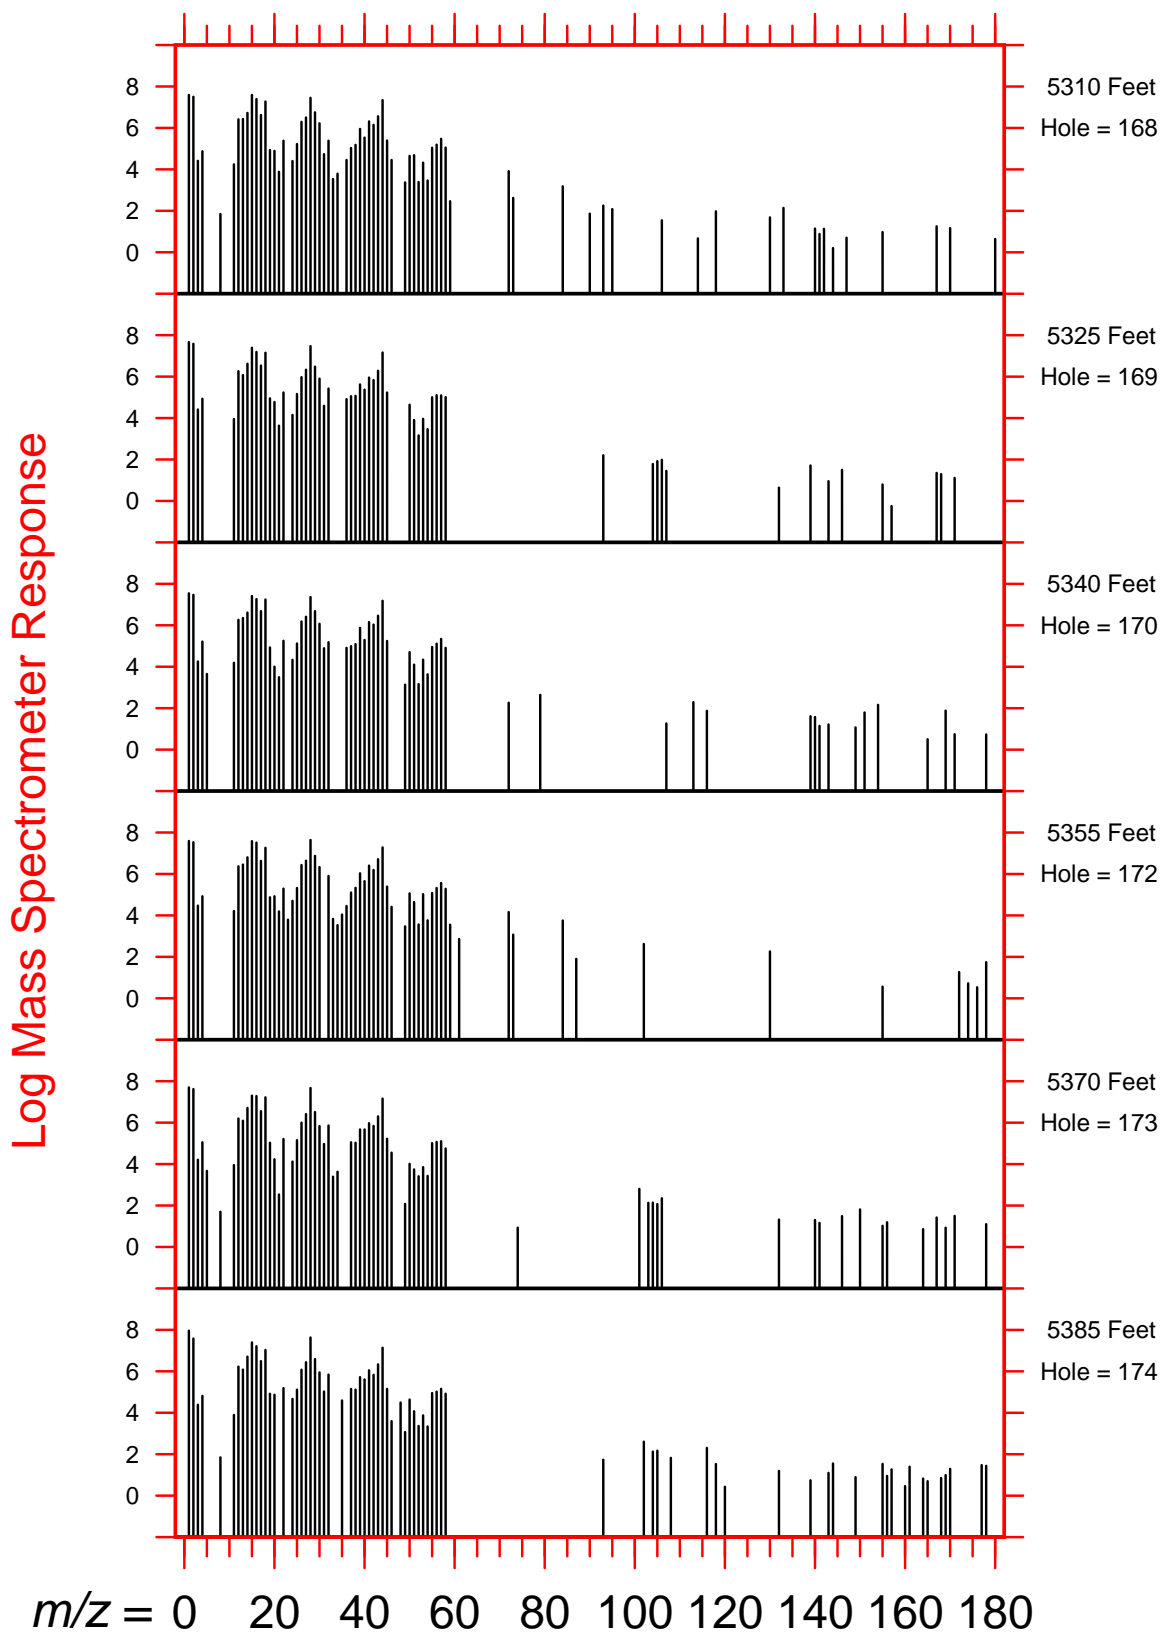 8
6
4
2
0
5310 Feet
Hole = 168
8
6
4
2
0
5325 Feet
Hole = 169
8
6
4
2
0
5340 Feet
Hole = 170
8
6
4
2
0
5355 Feet
Hole = 172
8
6
4
2
0
5370 Feet
Hole = 173
8
6
4
2
0
5385 Feet
Hole = 174
Log Mass Spectrometer Response
m/z = 0 20 40 60 80 100 120 140 160 180